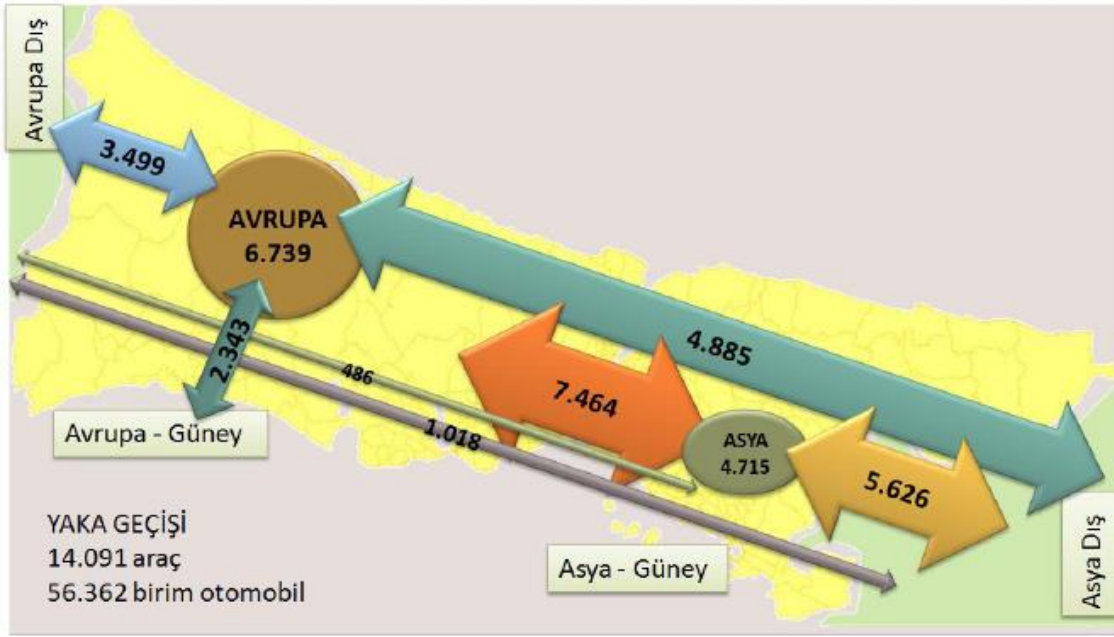 Avrupa Dış
3.499
AVRUPA
6.739
2.343
4.885
486
7.464
1.018
Avrupa - Güney
ASYA
4.715
5.626
YAKA GEÇİŞİ
14.091 araç
56.362 birim otomobil
Asya - Güney
Asya Dış